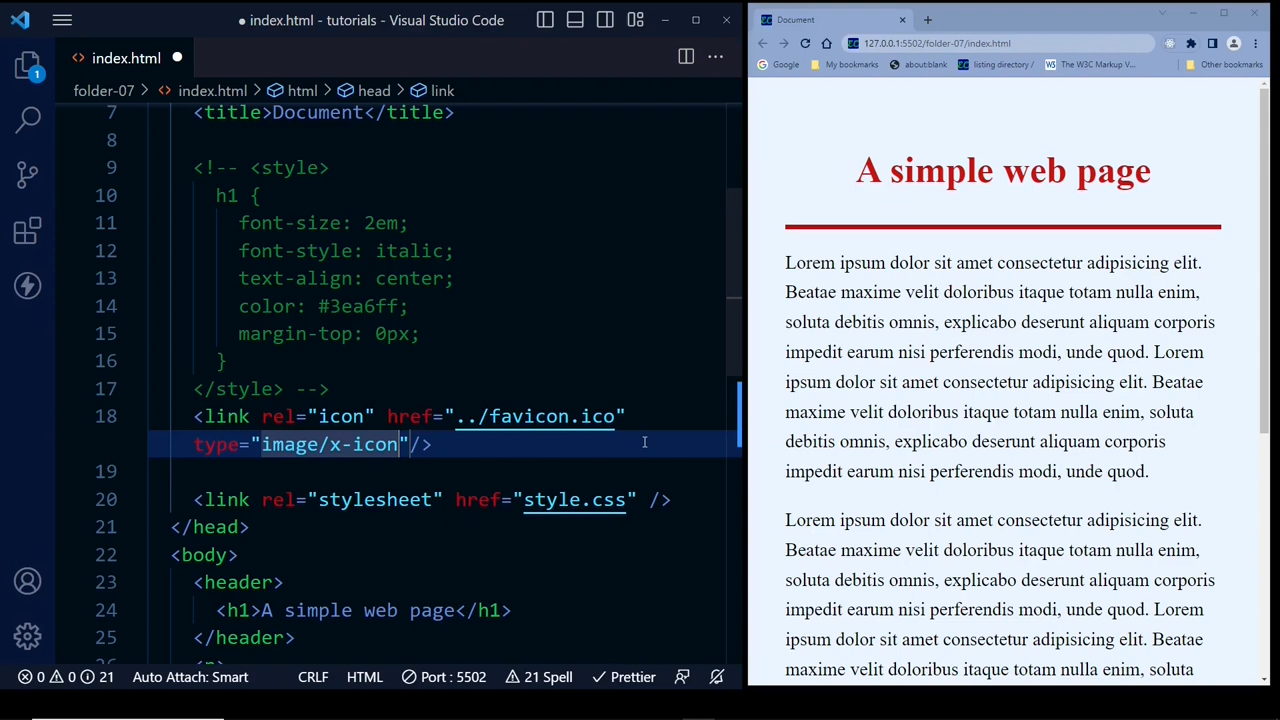 index.html - tutorials - Visual Studio Code
index.html
1
folder-07 > index.html > html > head > link
7 <title>Document</title>
8
9 <!-- <style>
10 h1 {
11 font-size: 2em;
12 font-style: italic;
13 text-align: center;
14 color: #3ea6ff;
15 margin-top: 0px;
16 }
17 </style> -->
18 <link rel="icon" href="../favicon.ico"
type="image/x-icon"/>
19
20 <link rel="stylesheet" href="style.css" />
21 </head>
22 <body>
23 <header>
24 <h1>A simple web page</h1>
25 </header>
0 0 21 Auto Attach: Smart CRLF HTML Port : 5502 21 Spell Prettier
Document
127.0.0.1:5502/folder-07/index.html
Google My bookmarks about:blank listing directory / The W3C Markup V... Other bookmarks
A simple web page
Lorem ipsum dolor sit amet consectetur adipisicing elit.
Beatae maxime velit doloribus itaque totam nulla enim,
soluta debitis omnis, explicabo deserunt aliquam corporis
impedit earum nisi perferendis modi, unde quod. Lorem
ipsum dolor sit amet consectetur adipisicing elit. Beatae
maxime velit doloribus itaque totam nulla enim, soluta
debitis omnis, explicabo deserunt aliquam corporis
impedit earum nisi perferendis modi, unde quod.
Lorem ipsum dolor sit amet consectetur adipisicing elit.
Beatae maxime velit doloribus itaque totam nulla enim,
soluta debitis omnis, explicabo deserunt aliquam corporis
impedit earum nisi perferendis modi, unde quod. Lorem
ipsum dolor sit amet consectetur adipisicing elit. Beatae
maxime velit doloribus itaque totam nulla enim, soluta